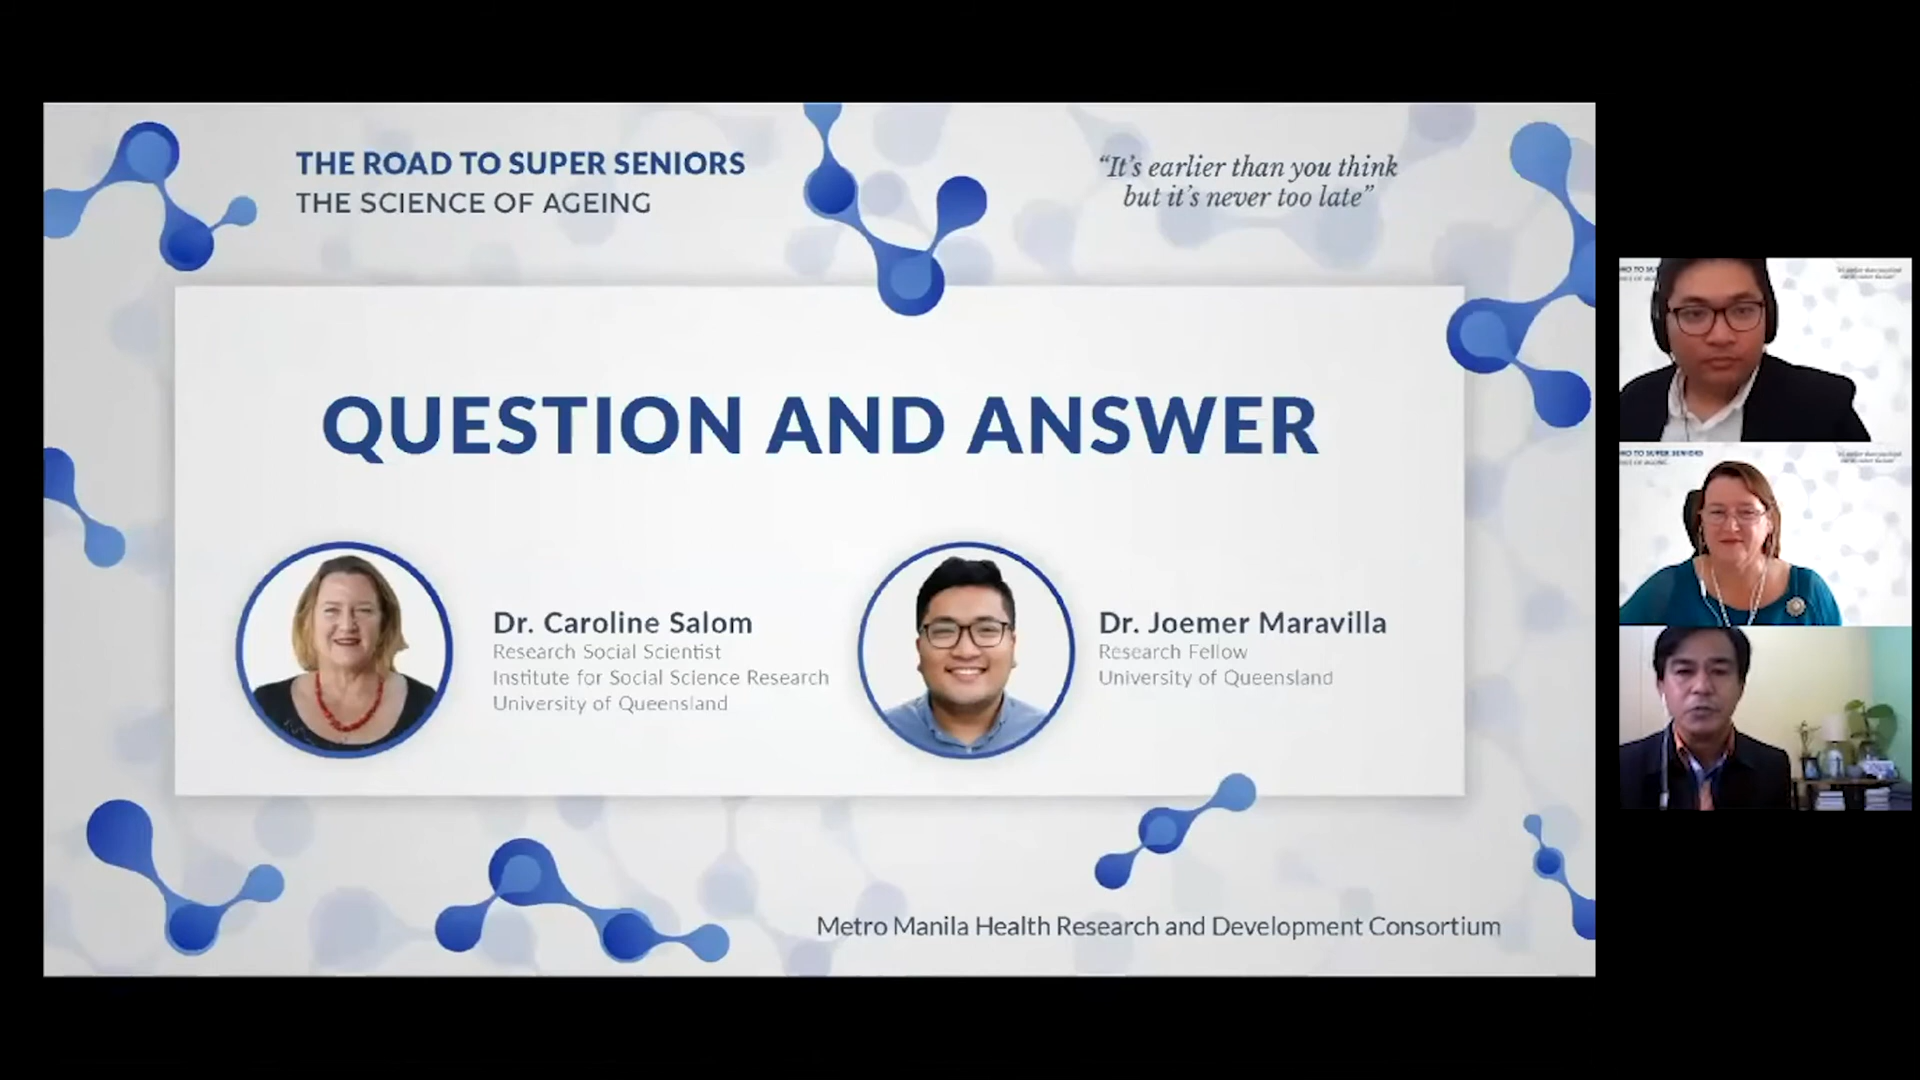 THE ROAD TO SUPER SENIORS
THE SCIENCE OF AGEING
“It’s earlier than you think
but it’s never too late”
QUESTION AND ANSWER
Dr. Caroline Salom
Research Social Scientist
Institute for Social Science Research
University of Queensland
Dr. Joemer Maravilla
Research Fellow
University of Queensland
Metro Manila Health Research and Development Consortium